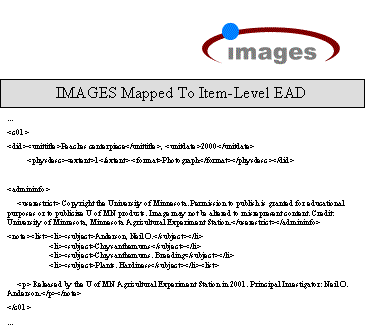 images
IMAGES Mapped To Item-Level EAD
...
<c01>
<did><unittitle>Peaches centerpiece</unittitle>, <unitdate>2000</unitdate>
<physdesc><extent>1</extent><format>Photograph</format></physdesc></did>
<admininfo>
<userestrict> Copyright the University of Minnesota. Permission to publish is granted for educational
purposes or to publicize U of MN products. Image may not be altered to misrepresent content. Credit:
University of Minnesota, Minnesota Agricultural Experiment Station.</userestrict></admininfo>
<note><list><li><subject>Anderson, Neil O.</subject></li>
<li><subject>Chrysanthemums</subject></li>
<li><subject>Chrysanthemums. Breeding</subject></li>
<li><subject>Plants. Hardiness</subject></li><list>
<p> Released by the U of MN Agricultural Experiment Station in 2001. Principal Investigator: Neil O.
Anderson.</p></note>
</c01>
...